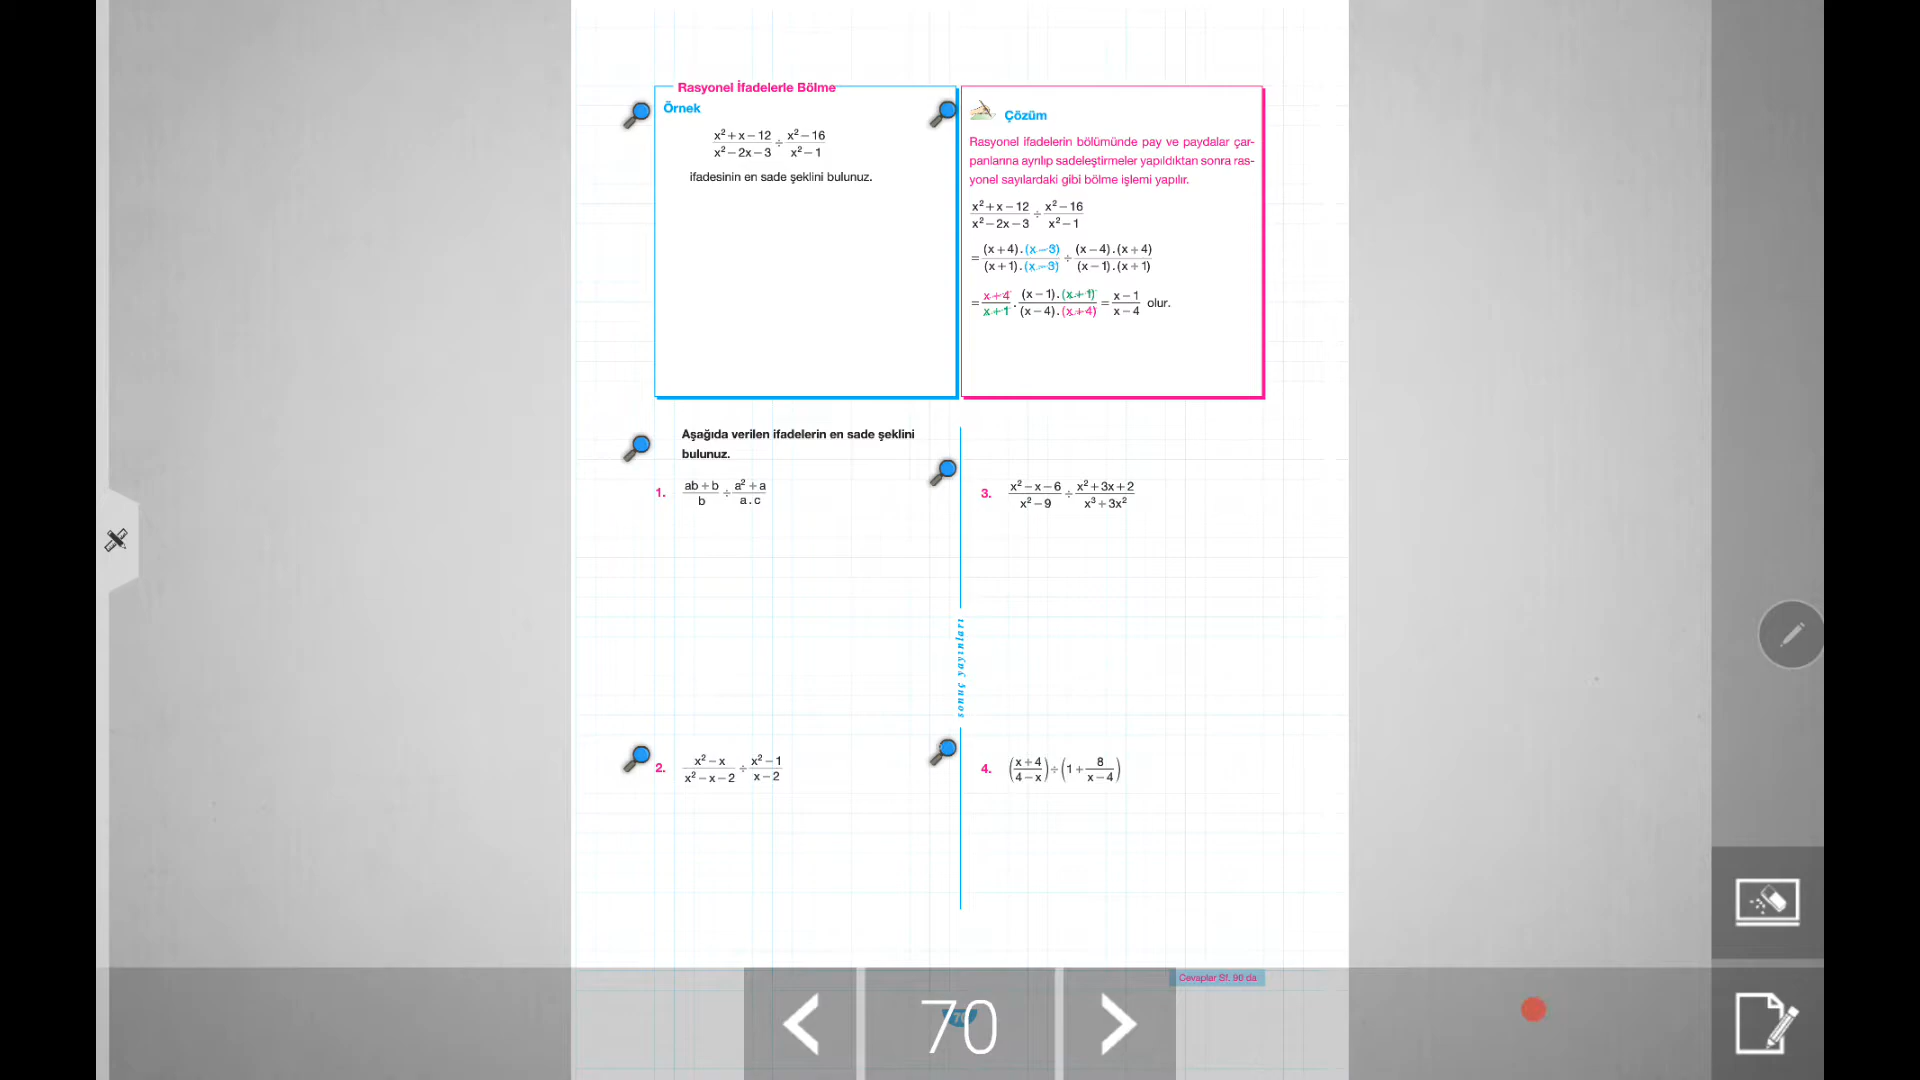 Rasyonel İfadelerle Bölme
Örnek
x²+x−12 / x²−2x−3 ÷ x²−16 / x²−1
ifadesinin en sade şeklini bulunuz.
Çözüm
Rasyonel ifadelerin bölümünde pay ve paydalar çar-
panlarına ayrılıp sadeleştirmeler yapıldıktan sonra ras-
yonel sayılardaki gibi bölme işlemi yapılır.
x²+x−12 / x²−2x−3 ÷ x²−16 / x²−1
= (x+4).(x−3) / (x+1).(x−3) ÷ (x−4).(x+4) / (x−1).(x+1)
= x+4 / x+1 . (x−1).(x+1) / (x−4).(x+4) = x−1 / x−4 olur.
Aşağıda verilen ifadelerin en sade şeklini
bulunuz.
1. ab+b / b ÷ a²+a / a.c
2. x²−x / x²−x−2 ÷ x²−1 / x−2
3. x²−x−6 / x²−9 ÷ x²+3x+2 / x³+3x²
4. (x+4 / 4−x) ÷ (1+ 8 / x−4)
sonuç yayınları
Cevaplar Sf. 90 da
70
70